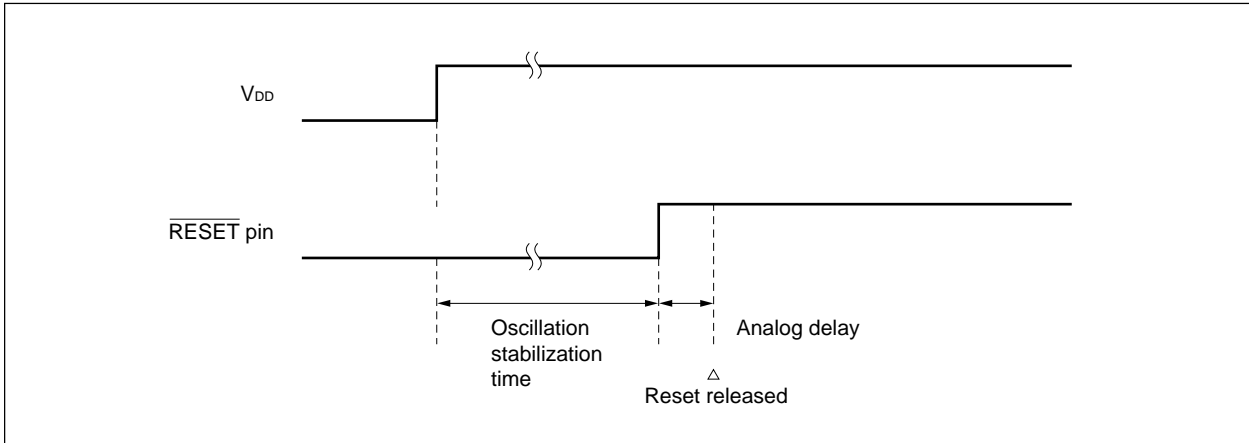 VDD
RESET pin
Oscillation
stabilization
time
Analog delay
Reset released